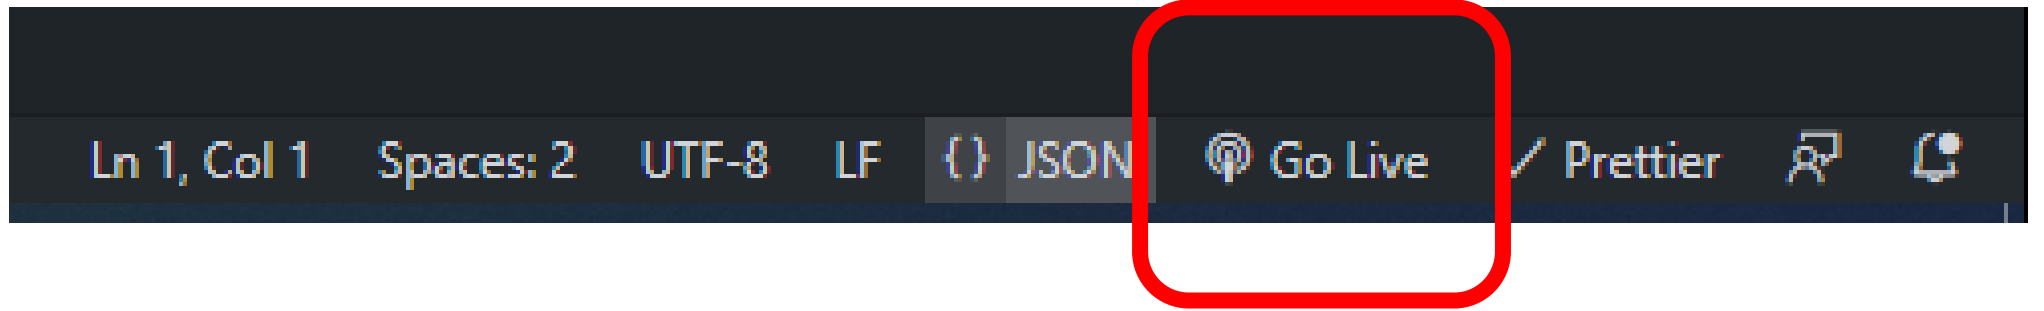 Ln 1, Col 1 Spaces: 2 UTF-8 LF {} JSON Go Live Prettier